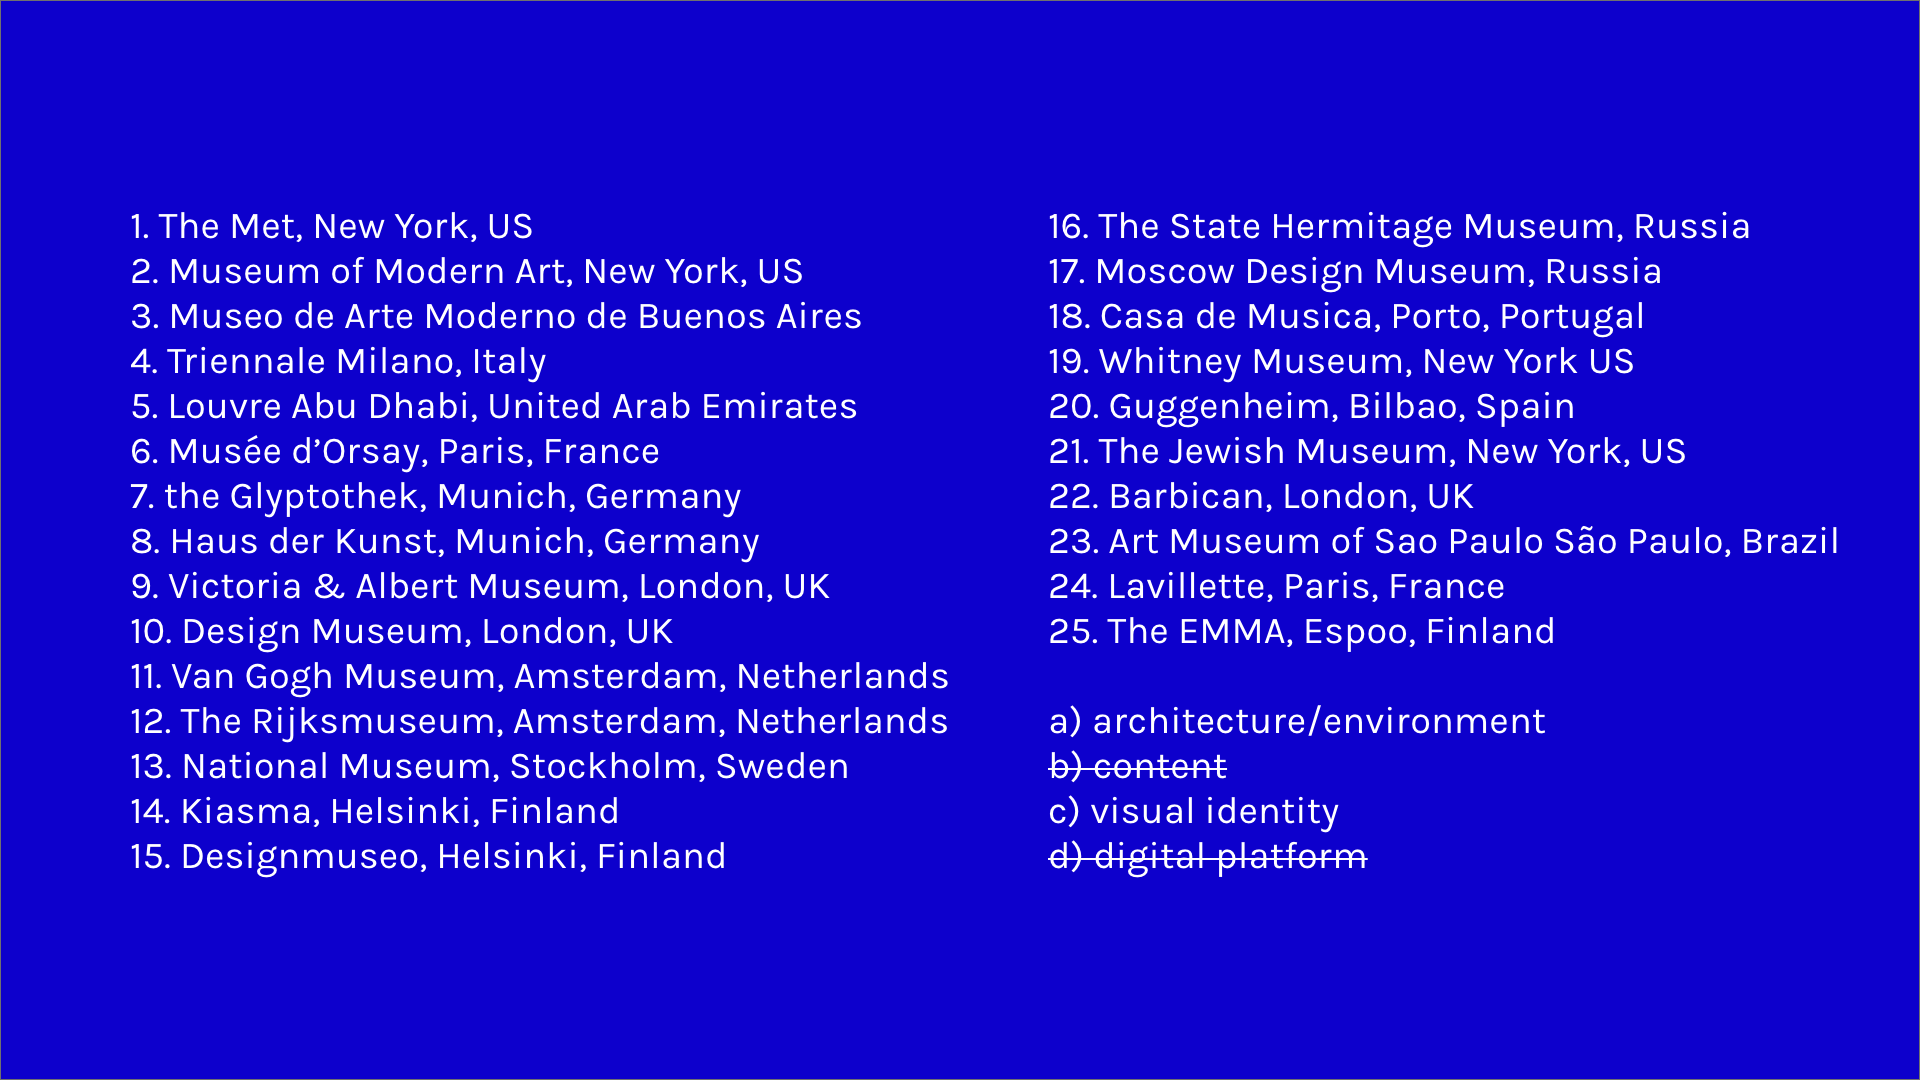 1. The Met, New York, US
2. Museum of Modern Art, New York, US
3. Museo de Arte Moderno de Buenos Aires
4. Triennale Milano, Italy
5. Louvre Abu Dhabi, United Arab Emirates
6. Musée d’Orsay, Paris, France
7. the Glyptothek, Munich, Germany
8. Haus der Kunst, Munich, Germany
9. Victoria & Albert Museum, London, UK
10. Design Museum, London, UK
11. Van Gogh Museum, Amsterdam, Netherlands
12. The Rijksmuseum, Amsterdam, Netherlands
13. National Museum, Stockholm, Sweden
14. Kiasma, Helsinki, Finland
15. Designmuseo, Helsinki, Finland
16. The State Hermitage Museum, Russia
17. Moscow Design Museum, Russia
18. Casa de Musica, Porto, Portugal
19. Whitney Museum, New York US
20. Guggenheim, Bilbao, Spain
21. The Jewish Museum, New York, US
22. Barbican, London, UK
23. Art Museum of Sao Paulo São Paulo, Brazil
24. Lavillette, Paris, France
25. The EMMA, Espoo, Finland
a) architecture/environment
b) content
c) visual identity
d) digital platform